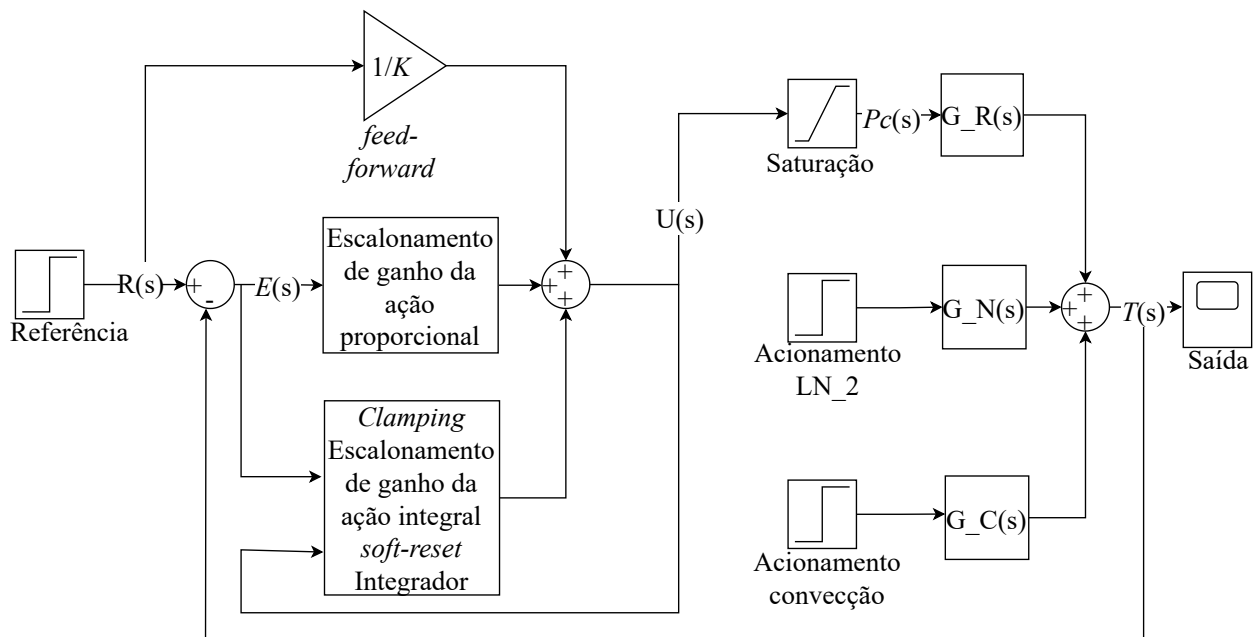 1/K
feed-
forward
Saturação
Pc(s)
G_R(s)
U(s)
Referência
R(s)
+
-
E(s)
Escalonamento
de ganho da
ação
proporcional
+
+
+
Acionamento
LN_2
G_N(s)
+
+
+
T(s)
Saída
Clamping
Escalonamento
de ganho da
ação integral
soft-reset
Integrador
Acionamento
convecção
G_C(s)